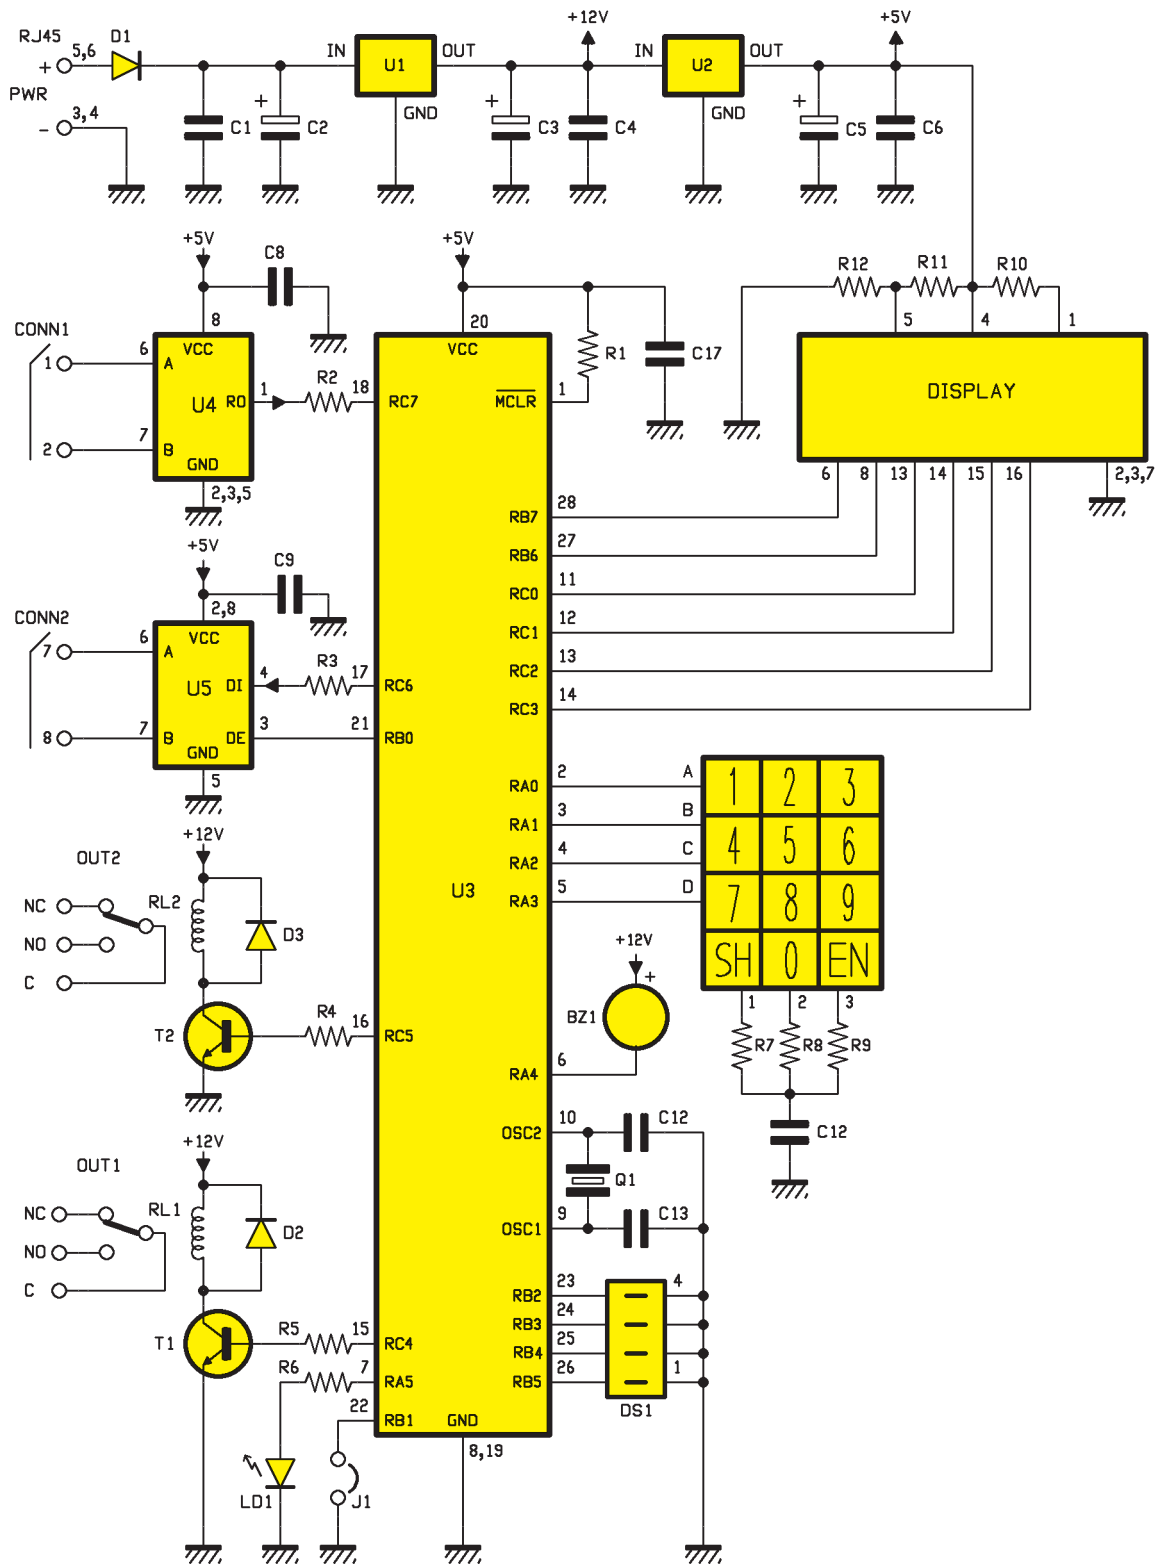 RJ45 5,6 D1
+
PWR
3,4
-
C1
+ C2
IN U1 OUT
GND
+ C3
+12V
C4
IN U2 OUT
GND
+ C5
+5V
C6
+5V
C8
CONN1
8
VCC
6
1 A
U4 RO 1 R2 18 RC7
7
2 B
GND
2,3,5
+5V
20
VCC
MCLR 1
R1
C17
R12 R11 R10
5 4 1
DISPLAY
6 8 13 14 15 16 2,3,7
RB7 28
RB6 27
RC0 11
RC1 12
RC2 13
RC3 14
+5V
C9
CONN2
2,8
VCC
6
7 A
U5 DI 4 R3 17 RC6
7
8 B DE 3 21 RB0
GND
5
RA0 2 A
RA1 3 B
RA2 4 C
RA3 5 D
1 2 3
4 5 6
7 8 9
SH 0 EN
1 2 3
R7 R8 R9
C12
U3
+12V
OUT2
RL2
NC
NO
C
D3
T2
R4 16 RC5
+12V
+
BZ1
RA4 6
OSC2 10 C12
Q1
OSC1 9 C13
+12V
OUT1
RL1
NC
NO
C
D2
T1
R5 15 RC4
R6 7 RA5
22 RB1
LD1
J1
GND
8,19
RB2 23 4
RB3 24
RB4 25
RB5 26 1
DS1